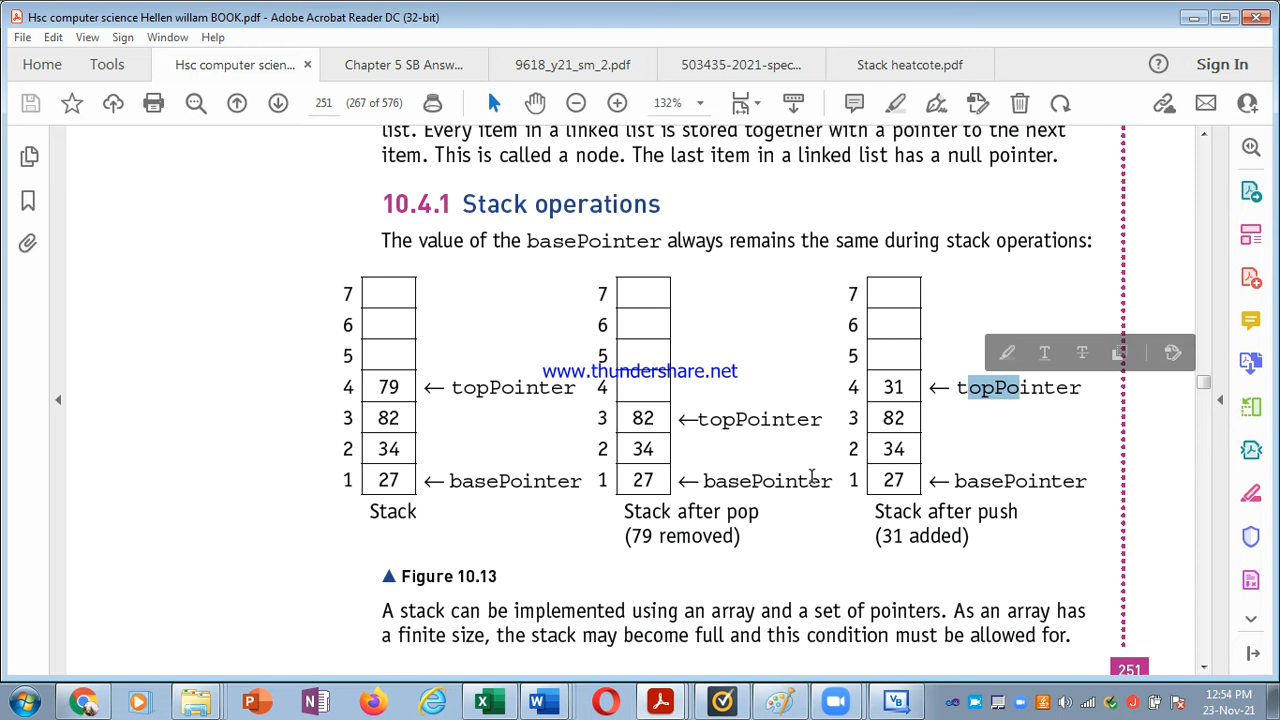 Hsc computer science Hellen willam BOOK.pdf - Adobe Acrobat Reader DC (32-bit)
File Edit View Sign Window Help
Home Tools Hsc computer scien... × Chapter 5 SB Answ... 9618_y21_sm_2.pdf 503435-2021-spec... Stack heatcote.pdf Sign In
251 (267 of 576) 132%
list. Every item in a linked list is stored together with a pointer to the next
item. This is called a node. The last item in a linked list has a null pointer.
10.4.1 Stack operations
The value of the basePointer always remains the same during stack operations:
7 7 7
6 6 6
5 5 5
www.thundershare.net
4 79 ← topPointer 4 4 31 ← topPointer
3 82 3 82 ←topPointer 3 82
2 34 2 34 2 34
1 27 ← basePointer 1 27 ← basePointer 1 27 ← basePointer
Stack Stack after pop Stack after push
(79 removed) (31 added)
▲ Figure 10.13
A stack can be implemented using an array and a set of pointers. As an array has
a finite size, the stack may become full and this condition must be allowed for.
251
12:54 PM
23-Nov-21